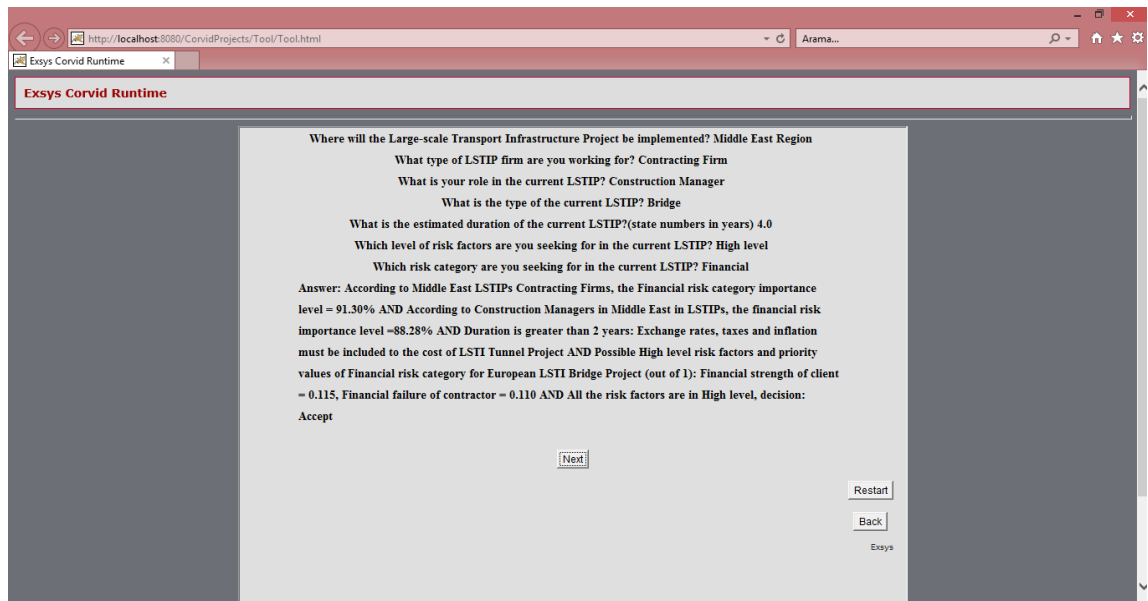 http://localhost:8080/CorvidProjects/Tool/Tool.html
Arama...
Exsys Corvid Runtime
Exsys Corvid Runtime
Where will the Large-scale Transport Infrastructure Project be implemented? Middle East Region
What type of LSTIP firm are you working for? Contracting Firm
What is your role in the current LSTIP? Construction Manager
What is the type of the current LSTIP? Bridge
What is the estimated duration of the current LSTIP?(state numbers in years) 4.0
Which level of risk factors are you seeking for in the current LSTIP? High level
Which risk category are you seeking for in the current LSTIP? Financial
Answer: According to Middle East LSTIPs Contracting Firms, the Financial risk category importance
level = 91.30% AND According to Construction Managers in Middle East in LSTIPs, the financial risk
importance level =88.28% AND Duration is greater than 2 years: Exchange rates, taxes and inflation
must be included to the cost of LSTI Tunnel Project AND Possible High level risk factors and priority
values of Financial risk category for European LSTI Bridge Project (out of 1): Financial strength of client
= 0.115, Financial failure of contractor = 0.110 AND All the risk factors are in High level, decision:
Accept
Next
Restart
Back
Exsys